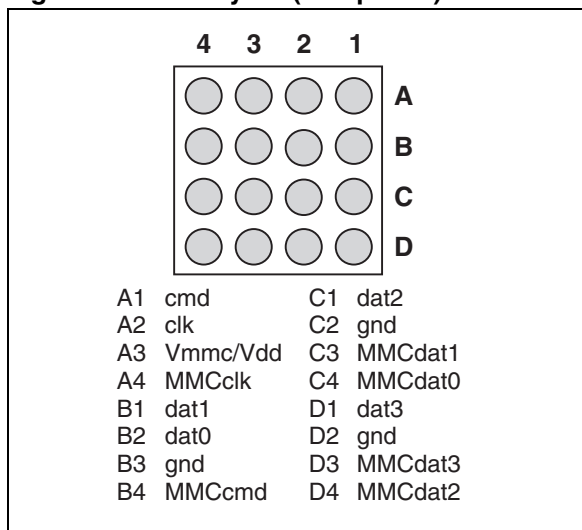 4 3 2 1
A
B
C
D
A1 cmd C1 dat2
A2 clk C2 gnd
A3 Vmmc/Vdd C3 MMCdat1
A4 MMCclk C4 MMCdat0
B1 dat1 D1 dat3
B2 dat0 D2 gnd
B3 gnd D3 MMCdat3
B4 MMCcmd D4 MMCdat2